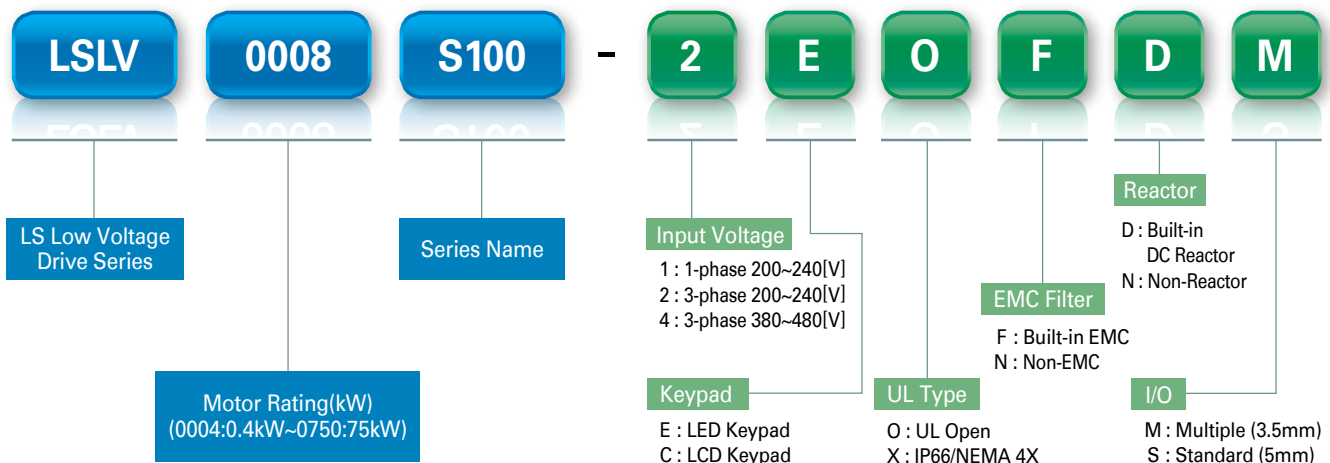 LSLV 0008 S100 - 2 E O F D M
LS Low Voltage
Drive Series
Motor Rating(kW)
(0004:0.4kW~0750:75kW)
Series Name
Input Voltage
1 : 1-phase 200~240[V]
2 : 3-phase 200~240[V]
4 : 3-phase 380~480[V]
Keypad
E : LED Keypad
C : LCD Keypad
UL Type
O : UL Open
X : IP66/NEMA 4X
EMC Filter
F : Built-in EMC
N : Non-EMC
Reactor
D : Built-in
DC Reactor
N : Non-Reactor
I/O
M : Multiple (3.5mm)
S : Standard (5mm)